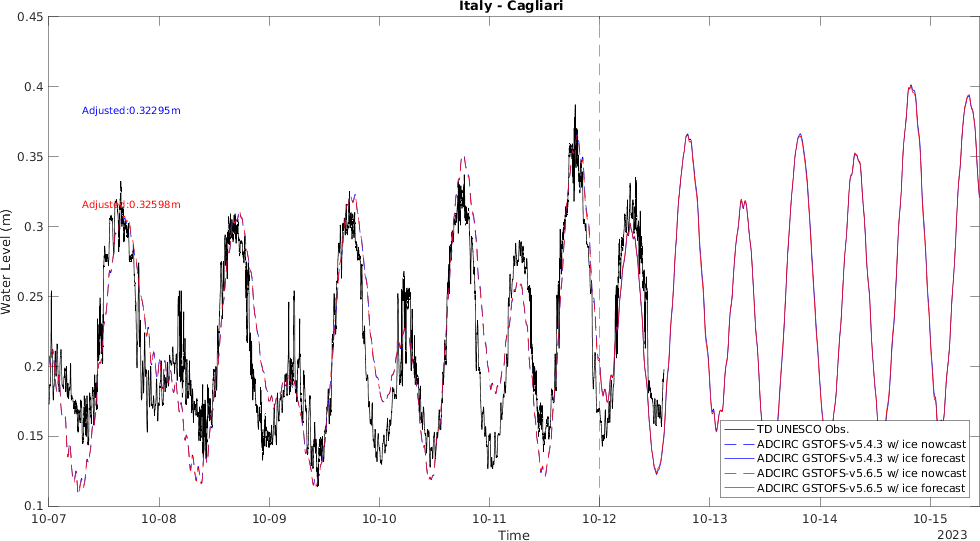 Italy - Cagliari
0.45
0.4
0.35
0.3
0.25
0.2
0.15
0.1
Water Level (m)
Adjusted:0.32295m
Adjusted:0.32598m
TD UNESCO Obs.
ADCIRC GSTOFS-v5.4.3 w/ ice nowcast
ADCIRC GSTOFS-v5.4.3 w/ ice forecast
ADCIRC GSTOFS-v5.6.5 w/ ice nowcast
ADCIRC GSTOFS-v5.6.5 w/ ice forecast
10-07 10-08 10-09 10-10 10-11 10-12 10-13 10-14 10-15
Time
2023